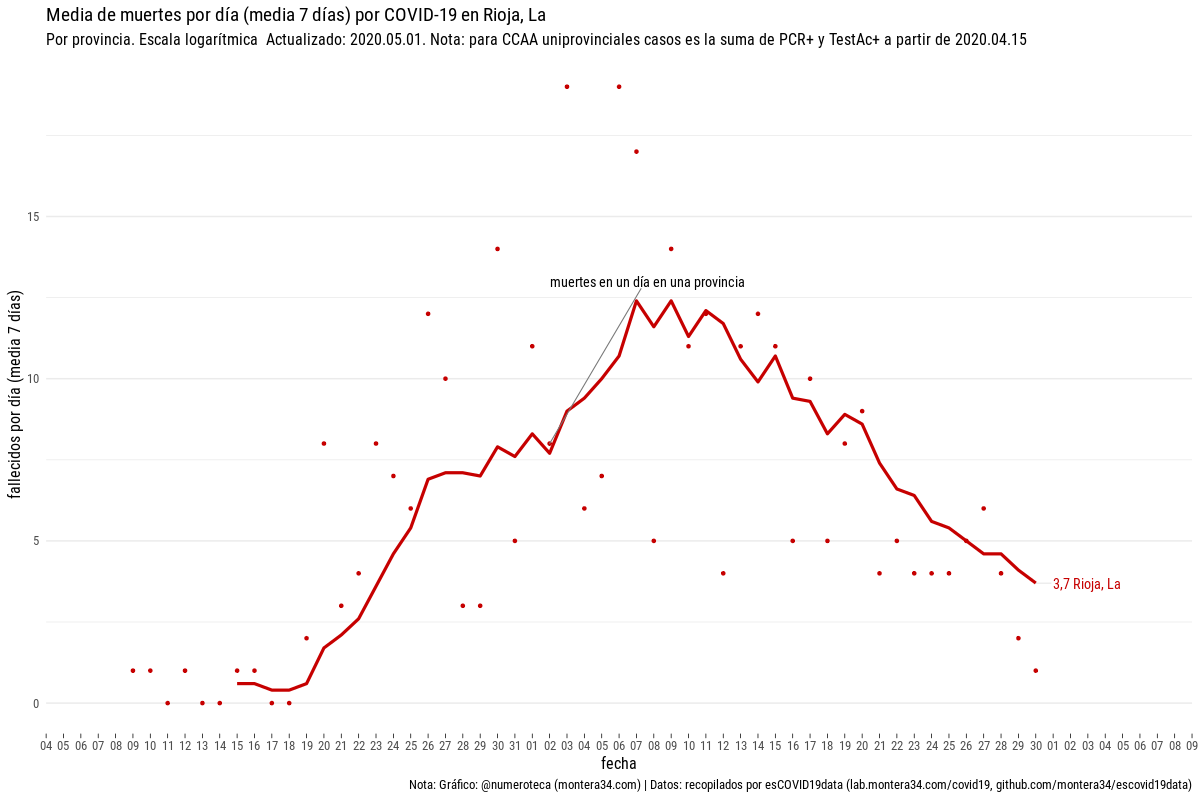 Media de muertes por día (media 7 días) por COVID-19 en Rioja, La
Por provincia. Escala logarítmica  Actualizado: 2020.05.01. Nota: para CCAA uniprovinciales casos es la suma de PCR+ y TestAc+ a partir de 2020.04.15
fallecidos por día (media 7 días)
15
10
5
0
muertes en un día en una provincia
3,7 Rioja, La
04 05 06 07 08 09 10 11 12 13 14 15 16 17 18 19 20 21 22 23 24 25 26 27 28 29 30 31 01 02 03 04 05 06 07 08 09 10 11 12 13 14 15 16 17 18 19 20 21 22 23 24 25 26 27 28 29 30 01 02 03 04 05 06 07 08 09
fecha
Nota: Gráfico: @numeroteca (montera34.com) | Datos: recopilados por esCOVID19data (lab.montera34.com/covid19, github.com/montera34/escovid19data)